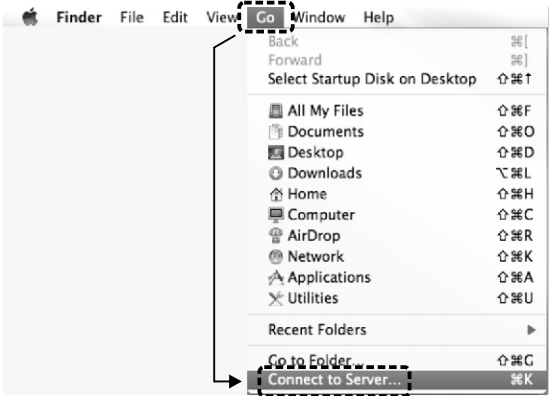 Finder File Edit View Go Window Help
Back ⌘[
Forward ⌘]
Select Startup Disk on Desktop ⇧⌘↑
All My Files ⇧⌘F
Documents ⇧⌘O
Desktop ⇧⌘D
Downloads ⌥⌘L
Home ⇧⌘H
Computer ⇧⌘C
AirDrop ⇧⌘R
Network ⇧⌘K
Applications ⇧⌘A
Utilities ⇧⌘U
Recent Folders
Go to Folder... ⇧⌘G
Connect to Server... ⌘K